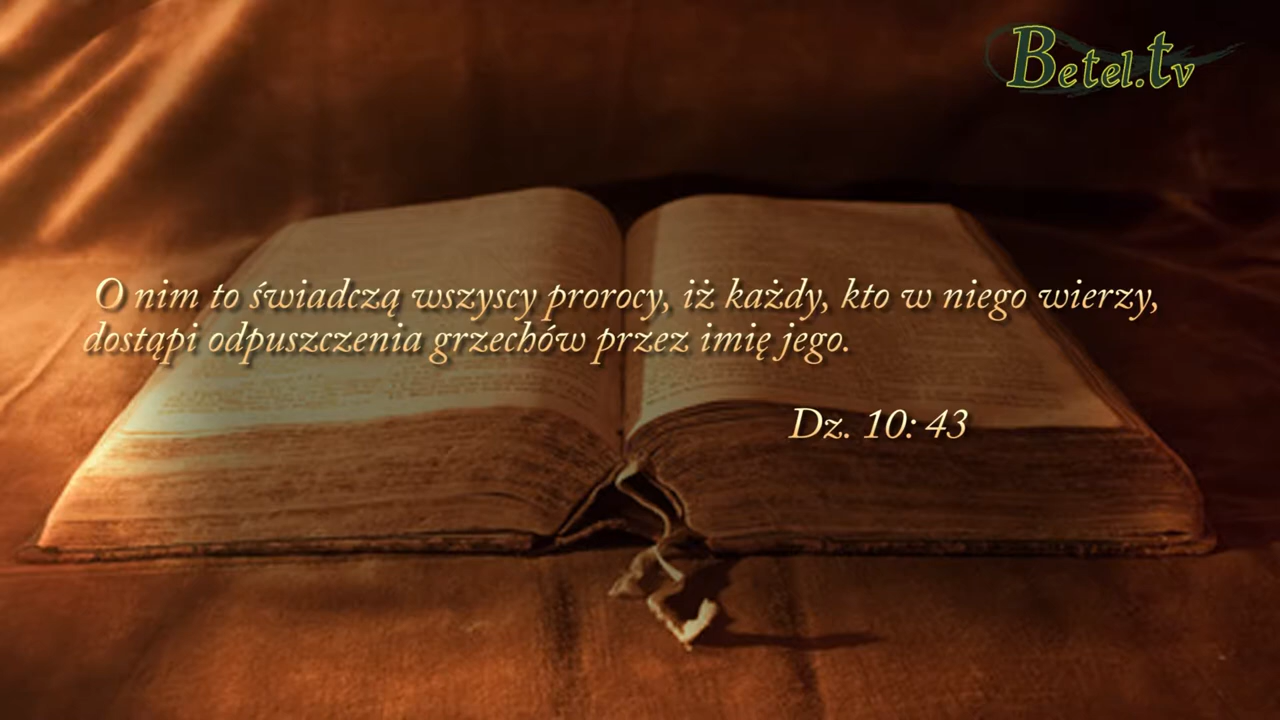 Betel.tv
O nim to świadczą wszyscy prorocy, iż każdy, kto w niego wierzy,
dostąpi odpuszczenia grzechów przez imię jego.
Dz. 10: 43